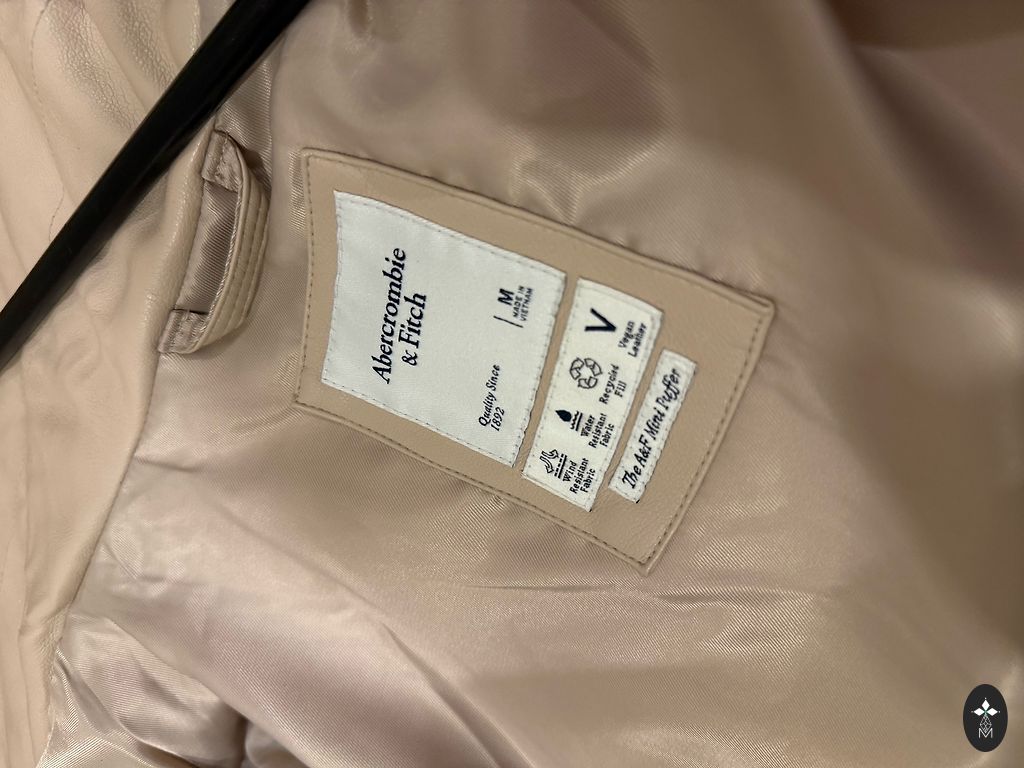 Abercrombie
& Fitch
M
MADE IN
VIETNAM
Quality Since
1892
Wind
Resistant
Fabric
Water
Resistant
Fabric
Recycled
Fill
V
Vegan
Leather
The A&F Mini Puffer
M